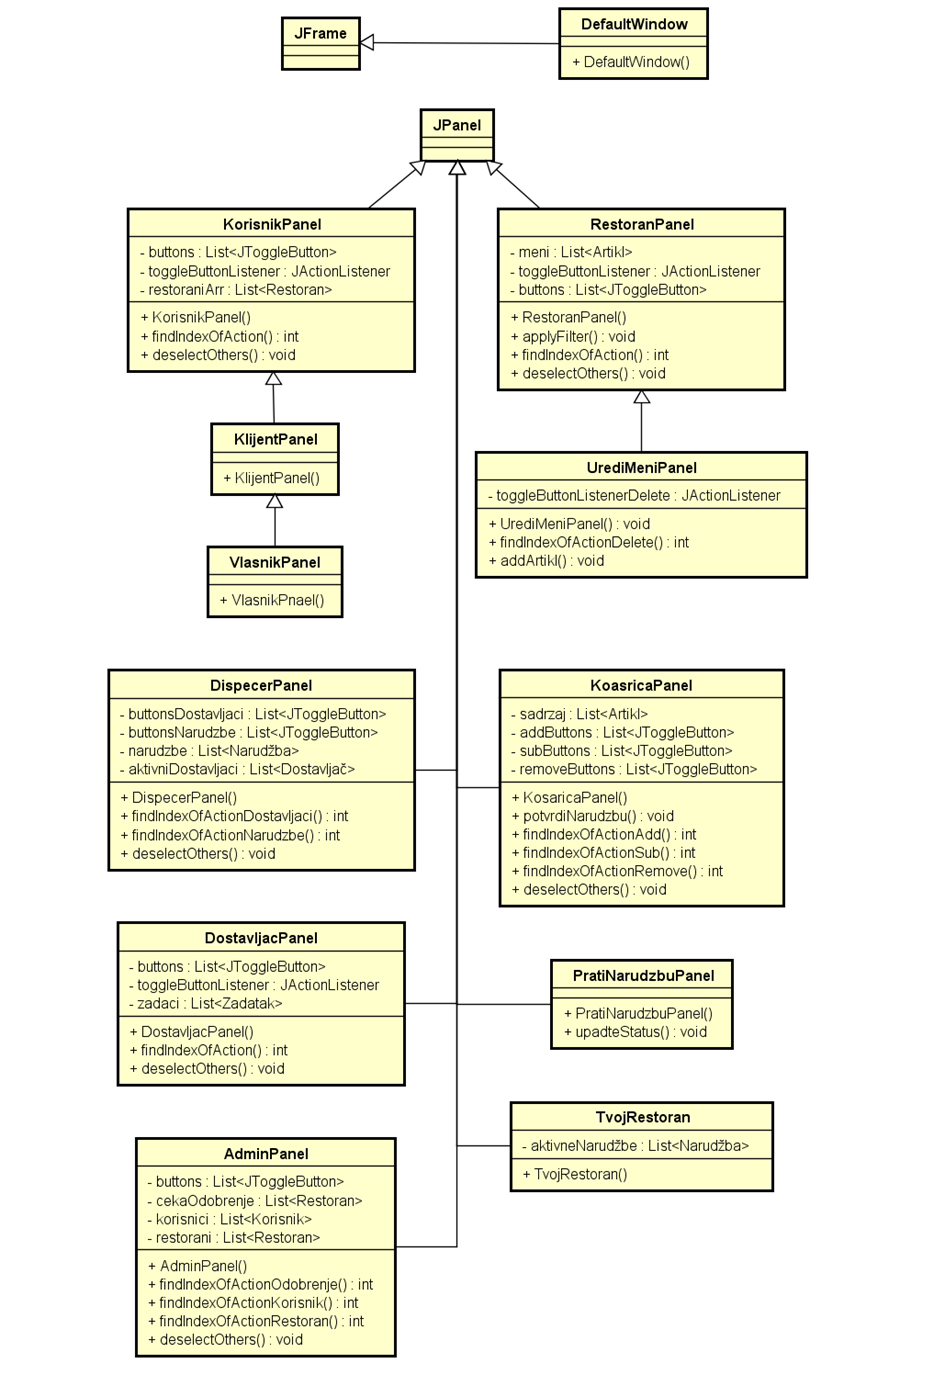 JFrame
DefaultWindow
+ DefaultWindow()
JPanel
KorisnikPanel
- buttons : List<JToggleButton>
- toggleButtonListener : JActionListener
- restoraniArr : List<Restoran>
+ KorisnikPanel()
+ findIndexOfAction() : int
+ deselectOthers() : void
RestoranPanel
- meni : List<Artikl>
- toggleButtonListener : JActionListener
- buttons : List<JToggleButton>
+ RestoranPanel()
+ applyFilter() : void
+ findIndexOfAction() : int
+ deselectOthers() : void
KlijentPanel
+ KlijentPanel()
UrediMeniPanel
- toggleButtonListenerDelete : JActionListener
+ UrediMeniPanel() : void
+ findIndexOfActionDelete() : int
+ addArtikl() : void
VlasnikPanel
+ VlasnikPnael()
DispecerPanel
- buttonsDostavljaci : List<JToggleButton>
- buttonsNarudzbe : List<JToggleButton>
- narudzbe : List<Narudžba>
- aktivniDostavljaci : List<Dostavljač>
+ DispecerPanel()
+ findIndexOfActionDostavljaci() : int
+ findIndexOfActionNarudzbe() : int
+ deselectOthers() : void
KoasricaPanel
- sadrzaj : List<Artikl>
- addButtons : List<JToggleButton>
- subButtons : List<JToggleButton>
- removeButtons : List<JToggleButton>
+ KosaricaPanel()
+ potvrdiNarudzbu() : void
+ findIndexOfActionAdd() : int
+ findIndexOfActionSub() : int
+ findIndexOfActionRemove() : int
+ deselectOthers() : void
DostavljacPanel
- buttons : List<JToggleButton>
- toggleButtonListener : JActionListener
- zadaci : List<Zadatak>
+ DostavljacPanel()
+ findIndexOfAction() : int
+ deselectOthers() : void
PratiNarudzbuPanel
+ PratiNarudzbuPanel()
+ upadteStatus() : void
TvojRestoran
- aktivneNarudžbe : List<Narudžba>
+ TvojRestoran()
AdminPanel
- buttons : List<JToggleButton>
- cekaOdobrenje : List<Restoran>
- korisnici : List<Korisnik>
- restorani : List<Restoran>
+ AdminPanel()
+ findIndexOfActionOdobrenje() : int
+ findIndexOfActionKorisnik() : int
+ findIndexOfActionRestoran() : int
+ deselectOthers() : void